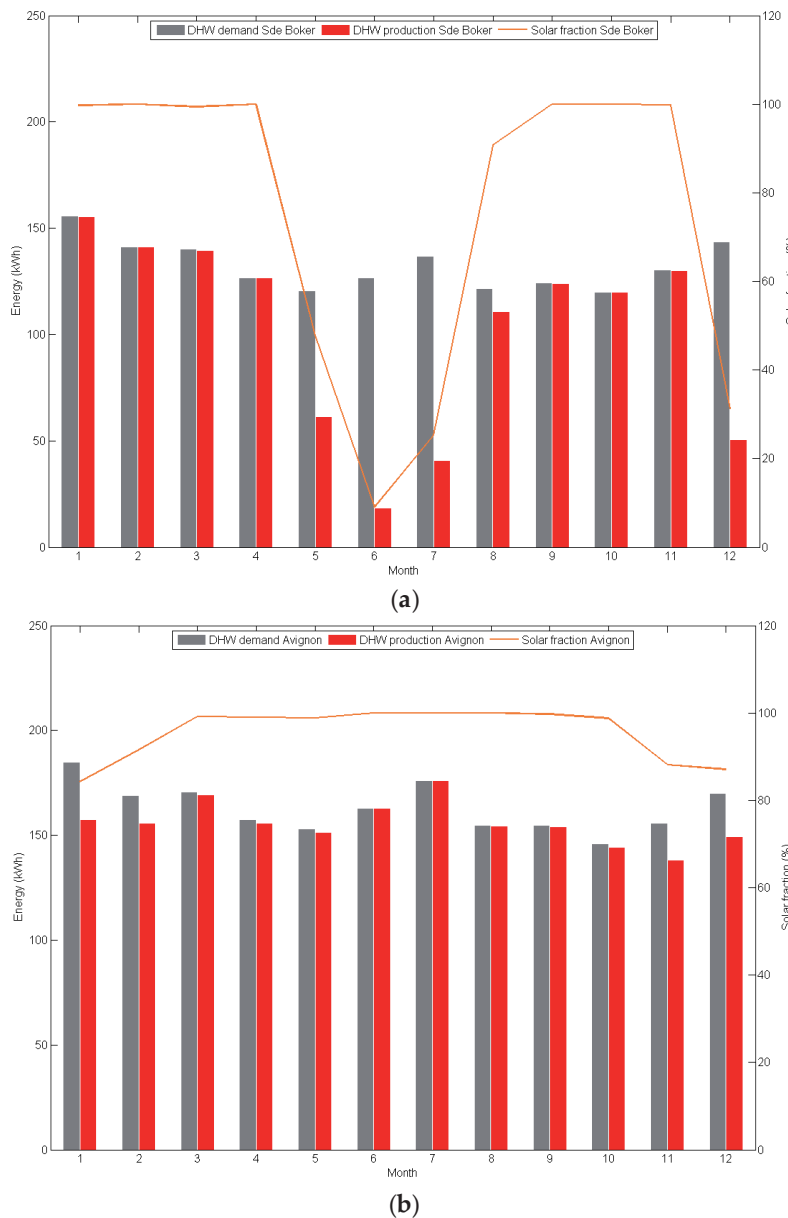 250
120
DHW demand Sde Boker DHW production Sde Boker Solar fraction Sde Boker
200
100
150
80
Energy (kWh)
60
100
40
50
20
0
0
1 2 3 4 5 6 7 8 9 10 11 12
Month
(a)
250
120
DHW demand Avignon DHW production Avignon Solar fraction Avignon
200
100
150
80
Energy (kWh)
Solar fraction (%)
60
100
40
50
20
0
0
1 2 3 4 5 6 7 8 9 10 11 12
Month
(b)